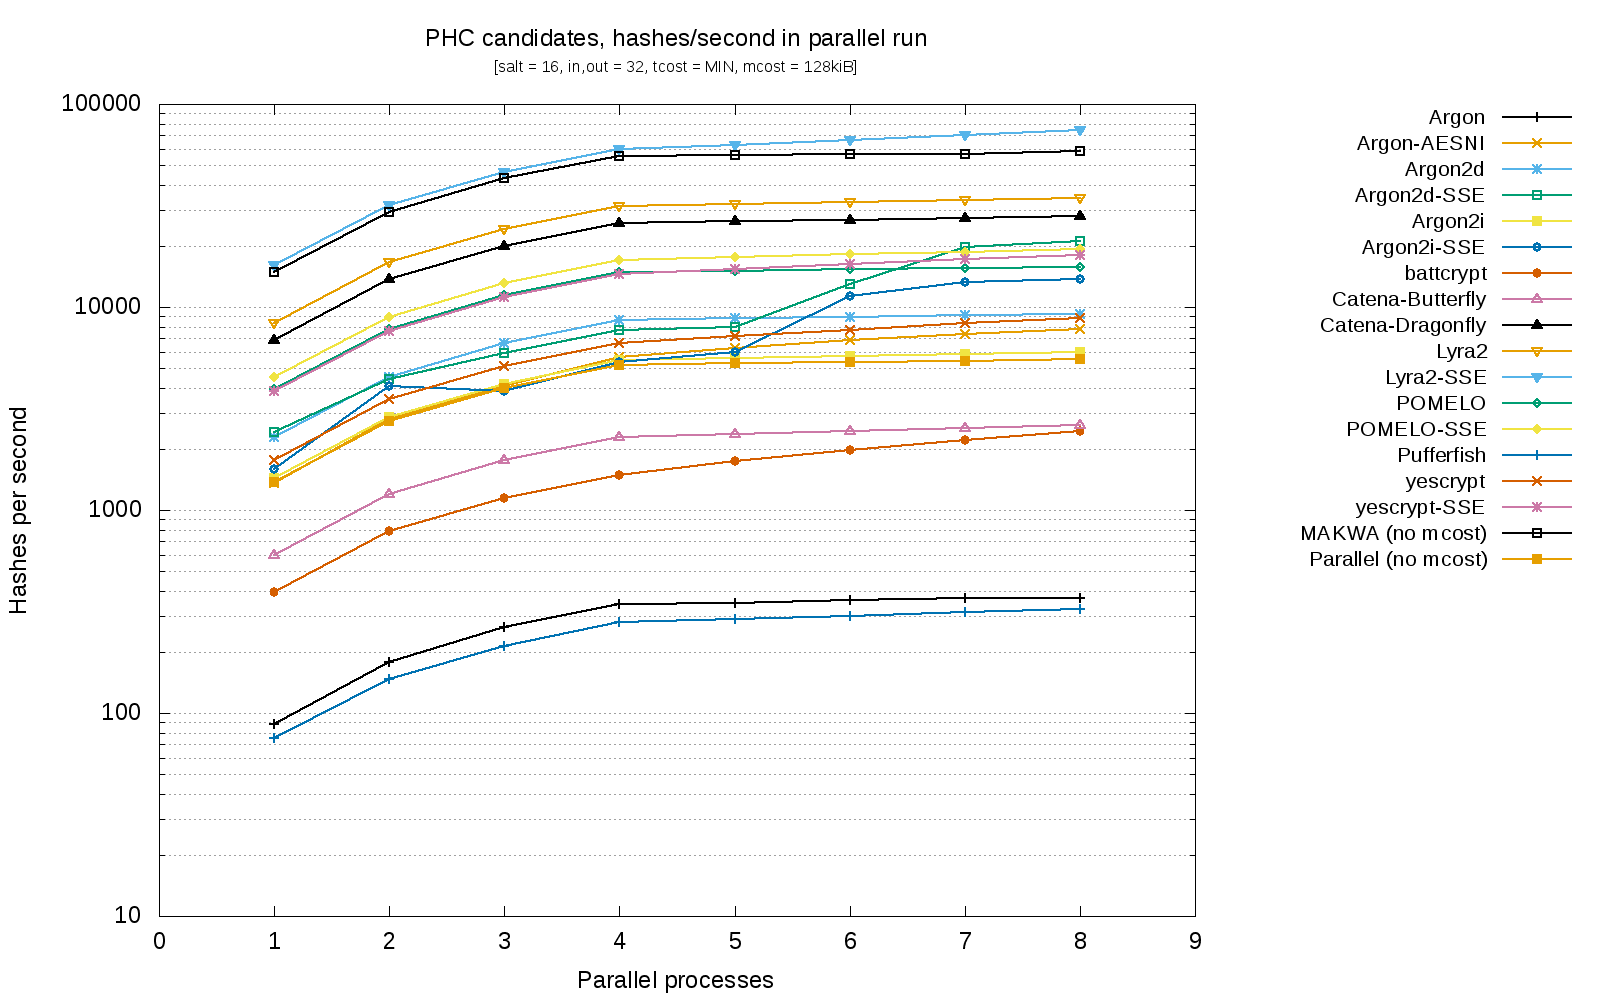 PHC candidates, hashes/second in parallel run
[salt = 16, in,out = 32, tcost = MIN, mcost = 128kiB]
100000
10000
1000
100
10
Hashes per second
0 1 2 3 4 5 6 7 8 9
Parallel processes
Argon
Argon-AESNI
Argon2d
Argon2d-SSE
Argon2i
Argon2i-SSE
battcrypt
Catena-Butterfly
Catena-Dragonfly
Lyra2
Lyra2-SSE
POMELO
POMELO-SSE
Pufferfish
yescrypt
yescrypt-SSE
MAKWA (no mcost)
Parallel (no mcost)